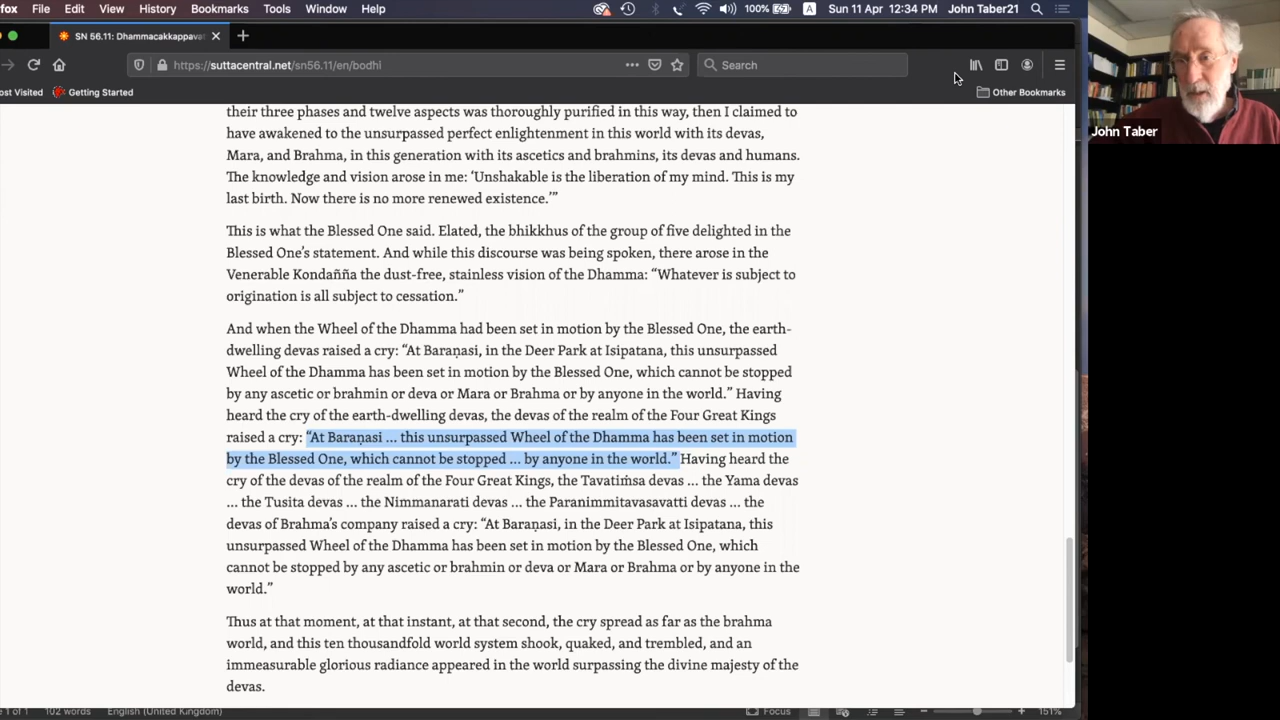 fox File Edit View History Bookmarks Tools Window Help 100% A Sun 11 Apr 12:34 PM John Taber21
SN 56.11: Dhammacakkappavat
https://suttacentral.net/sn56.11/en/bodhi Search
ost Visited Getting Started Other Bookmarks
John Taber
their three phases and twelve aspects was thoroughly purified in this way, then I claimed to
have awakened to the unsurpassed perfect enlightenment in this world with its devas,
Mara, and Brahma, in this generation with its ascetics and brahmins, its devas and humans.
The knowledge and vision arose in me: ‘Unshakable is the liberation of my mind. This is my
last birth. Now there is no more renewed existence.’”
This is what the Blessed One said. Elated, the bhikkhus of the group of five delighted in the
Blessed One’s statement. And while this discourse was being spoken, there arose in the
Venerable Kondañña the dust-free, stainless vision of the Dhamma: “Whatever is subject to
origination is all subject to cessation.”
And when the Wheel of the Dhamma had been set in motion by the Blessed One, the earth-
dwelling devas raised a cry: “At Baraṇasi, in the Deer Park at Isipatana, this unsurpassed
Wheel of the Dhamma has been set in motion by the Blessed One, which cannot be stopped
by any ascetic or brahmin or deva or Mara or Brahma or by anyone in the world.” Having
heard the cry of the earth-dwelling devas, the devas of the realm of the Four Great Kings
raised a cry: “At Baraṇasi … this unsurpassed Wheel of the Dhamma has been set in motion
by the Blessed One, which cannot be stopped … by anyone in the world.” Having heard the
cry of the devas of the realm of the Four Great Kings, the Tavatiṁsa devas … the Yama devas
… the Tusita devas … the Nimmanarati devas … the Paranimmitavasavatti devas … the
devas of Brahma’s company raised a cry: “At Baraṇasi, in the Deer Park at Isipatana, this
unsurpassed Wheel of the Dhamma has been set in motion by the Blessed One, which
cannot be stopped by any ascetic or brahmin or deva or Mara or Brahma or by anyone in the
world.”
Thus at that moment, at that instant, at that second, the cry spread as far as the brahma
world, and this ten thousandfold world system shook, quaked, and trembled, and an
immeasurable glorious radiance appeared in the world surpassing the divine majesty of the
devas.
e 1 of 1 102 words English (United Kingdom) Focus 151%